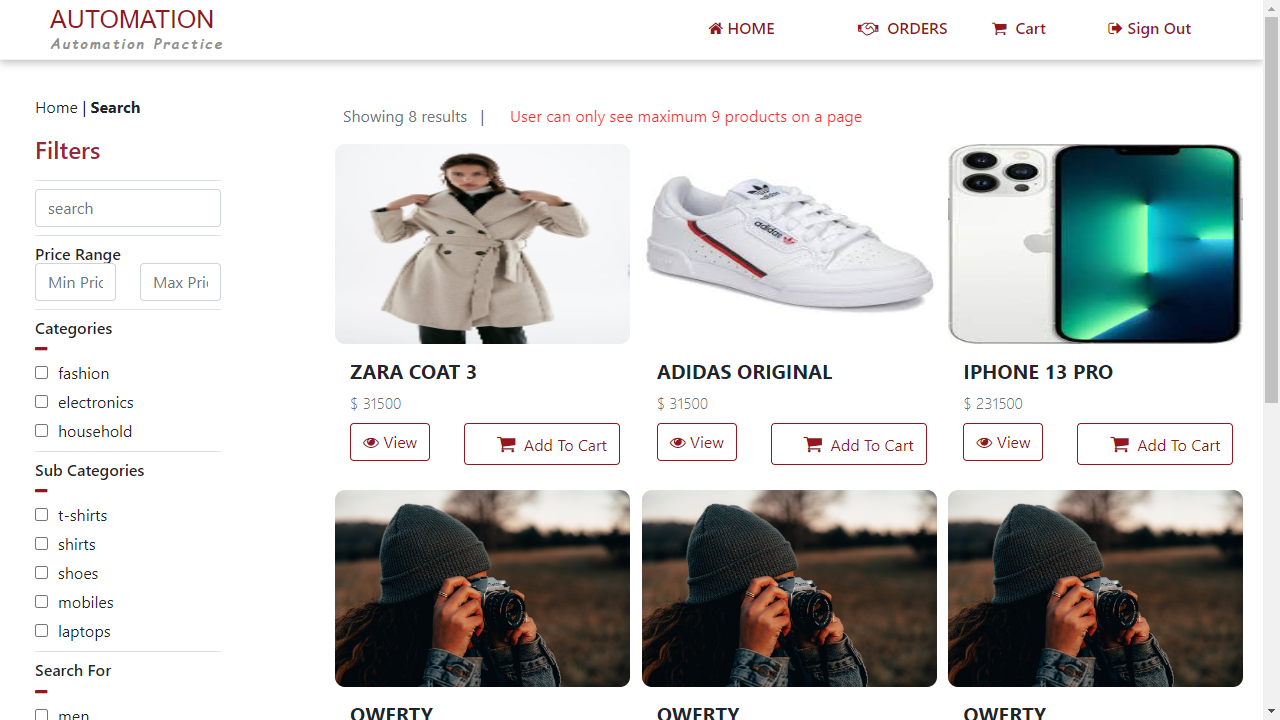 AUTOMATION
Automation Practice
HOME
ORDERS
Cart
Sign Out
Home | Search
Filters
search
Price Range
Min Pric
Max Pric
Categories
fashion
electronics
household
Sub Categories
t-shirts
shirts
shoes
mobiles
laptops
Search For
men
Showing 8 results |
User can only see maximum 9 products on a page
ZARA COAT 3
$ 31500
View
Add To Cart
ADIDAS ORIGINAL
$ 31500
View
Add To Cart
IPHONE 13 PRO
$ 231500
View
Add To Cart
QWERTY
QWERTY
QWERTY